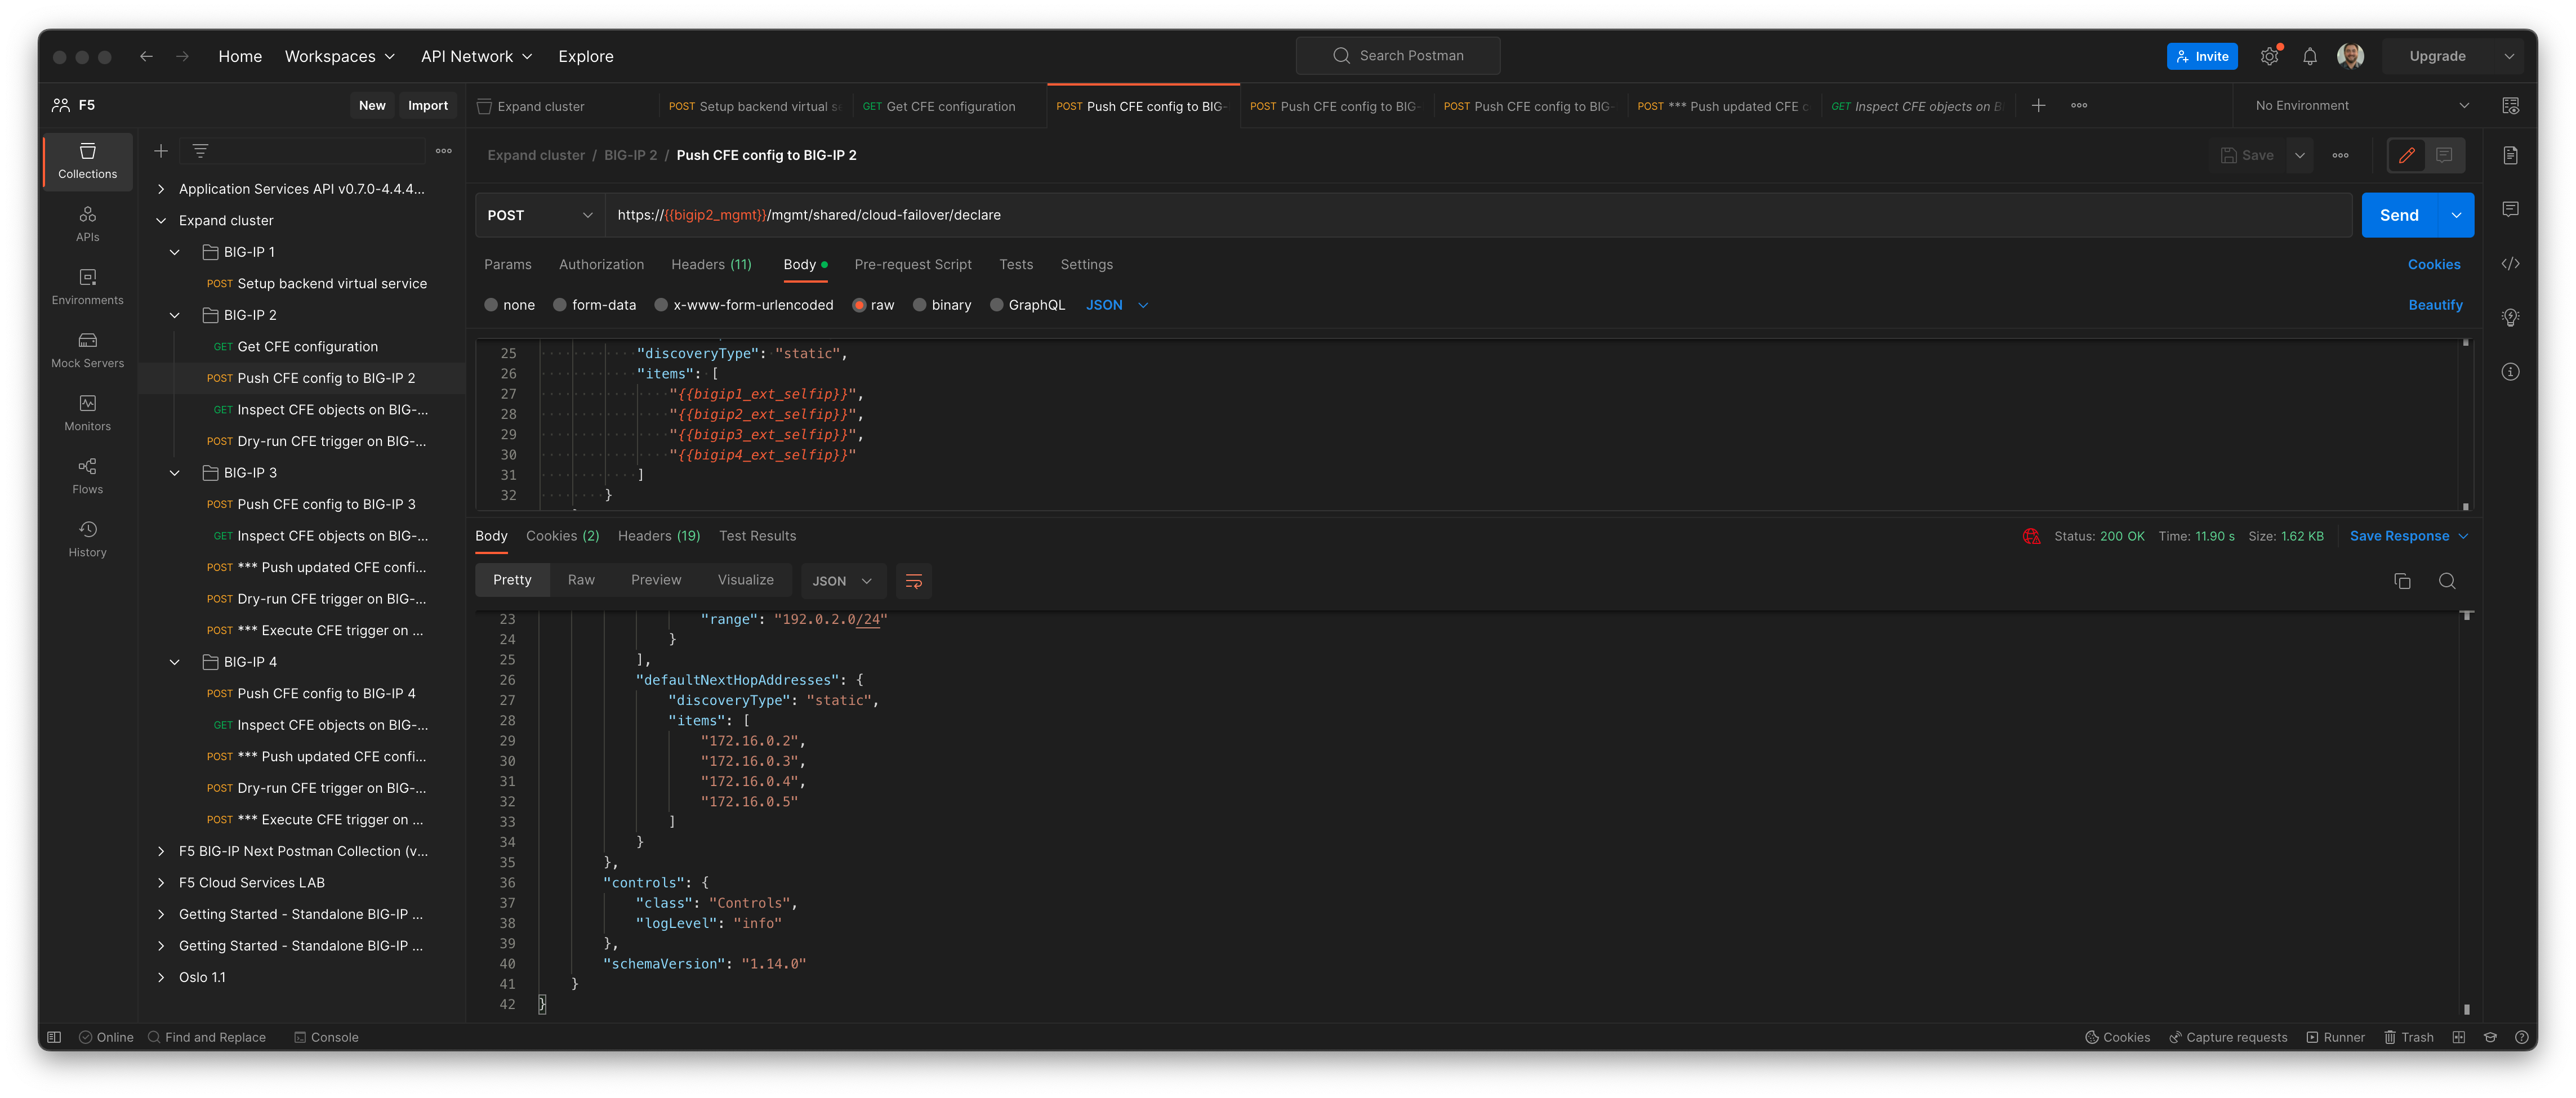 Home Workspaces API Network Explore
Search Postman
Invite
Upgrade
F5
New Import
Expand cluster
POST Setup backend virtual s
GET Get CFE configuration
POST Push CFE config to BIG-
POST Push CFE config to BIG-
POST Push CFE config to BIG-
POST *** Push updated CFE c
GET Inspect CFE objects on B
No Environment
Collections
APIs
Environments
Mock Servers
Monitors
Flows
History
Application Services API v0.7.0-4.4.4...
Expand cluster
BIG-IP 1
POST Setup backend virtual service
BIG-IP 2
GET Get CFE configuration
POST Push CFE config to BIG-IP 2
GET Inspect CFE objects on BIG-...
POST Dry-run CFE trigger on BIG-...
BIG-IP 3
POST Push CFE config to BIG-IP 3
GET Inspect CFE objects on BIG-...
POST *** Push updated CFE confi...
POST Dry-run CFE trigger on BIG-...
POST *** Execute CFE trigger on ...
BIG-IP 4
POST Push CFE config to BIG-IP 4
GET Inspect CFE objects on BIG-...
POST *** Push updated CFE confi...
POST Dry-run CFE trigger on BIG-...
POST *** Execute CFE trigger on ...
F5 BIG-IP Next Postman Collection (v...
F5 Cloud Services LAB
Getting Started - Standalone BIG-IP ...
Getting Started - Standalone BIG-IP ...
Oslo 1.1
Expand cluster / BIG-IP 2 / Push CFE config to BIG-IP 2
Save
POST https://{{bigip2_mgmt}}/mgmt/shared/cloud-failover/declare
Send
Params Authorization Headers (11) Body Pre-request Script Tests Settings
Cookies
none form-data x-www-form-urlencoded raw binary GraphQL JSON
Beautify
25 "discoveryType": "static",
26 "items": [
27 "{{bigip1_ext_selfip}}",
28 "{{bigip2_ext_selfip}}",
29 "{{bigip3_ext_selfip}}",
30 "{{bigip4_ext_selfip}}"
31 ]
32 }
Body Cookies (2) Headers (19) Test Results
Status: 200 OK Time: 11.90 s Size: 1.62 KB Save Response
Pretty Raw Preview Visualize JSON
23 "range": "192.0.2.0/24"
24 }
25 ],
26 "defaultNextHopAddresses": {
27 "discoveryType": "static",
28 "items": [
29 "172.16.0.2",
30 "172.16.0.3",
31 "172.16.0.4",
32 "172.16.0.5"
33 ]
34 }
35 },
36 "controls": {
37 "class": "Controls",
38 "logLevel": "info"
39 },
40 "schemaVersion": "1.14.0"
41 }
42 }
Online Find and Replace Console
Cookies Capture requests Runner Trash